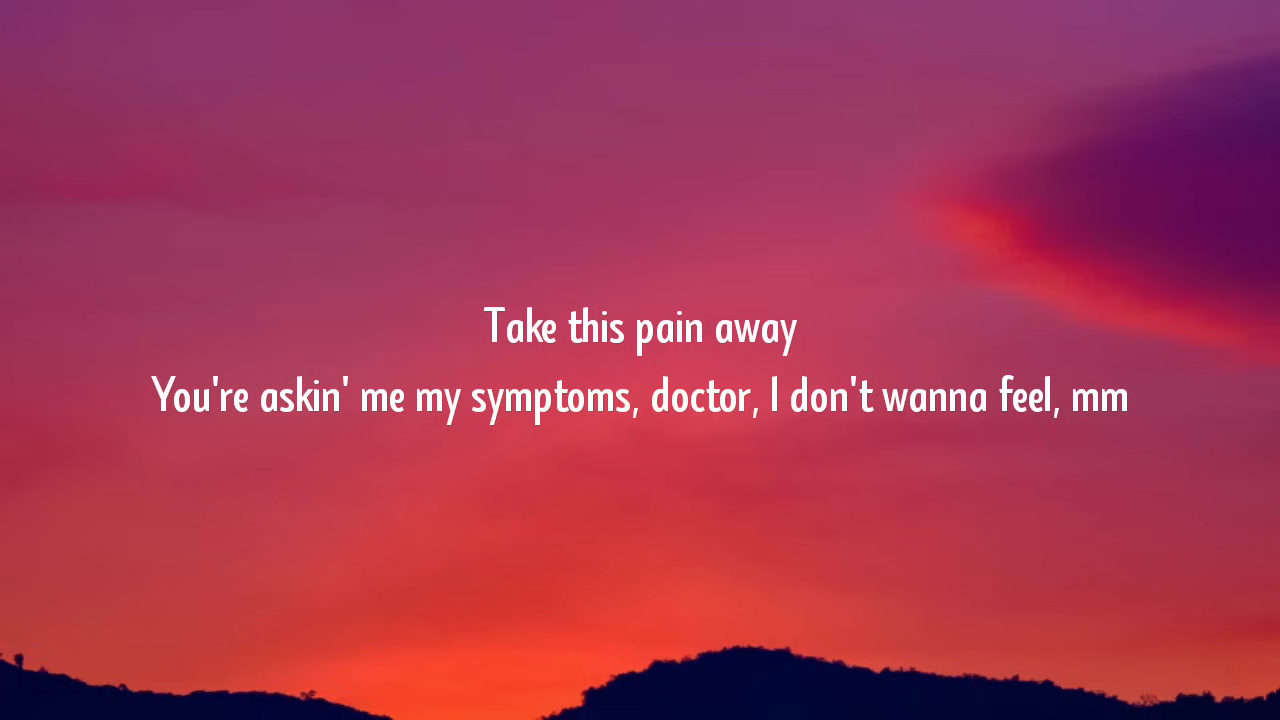 Take this pain away
You're askin' me my symptoms, doctor, I don't wanna feel, mm